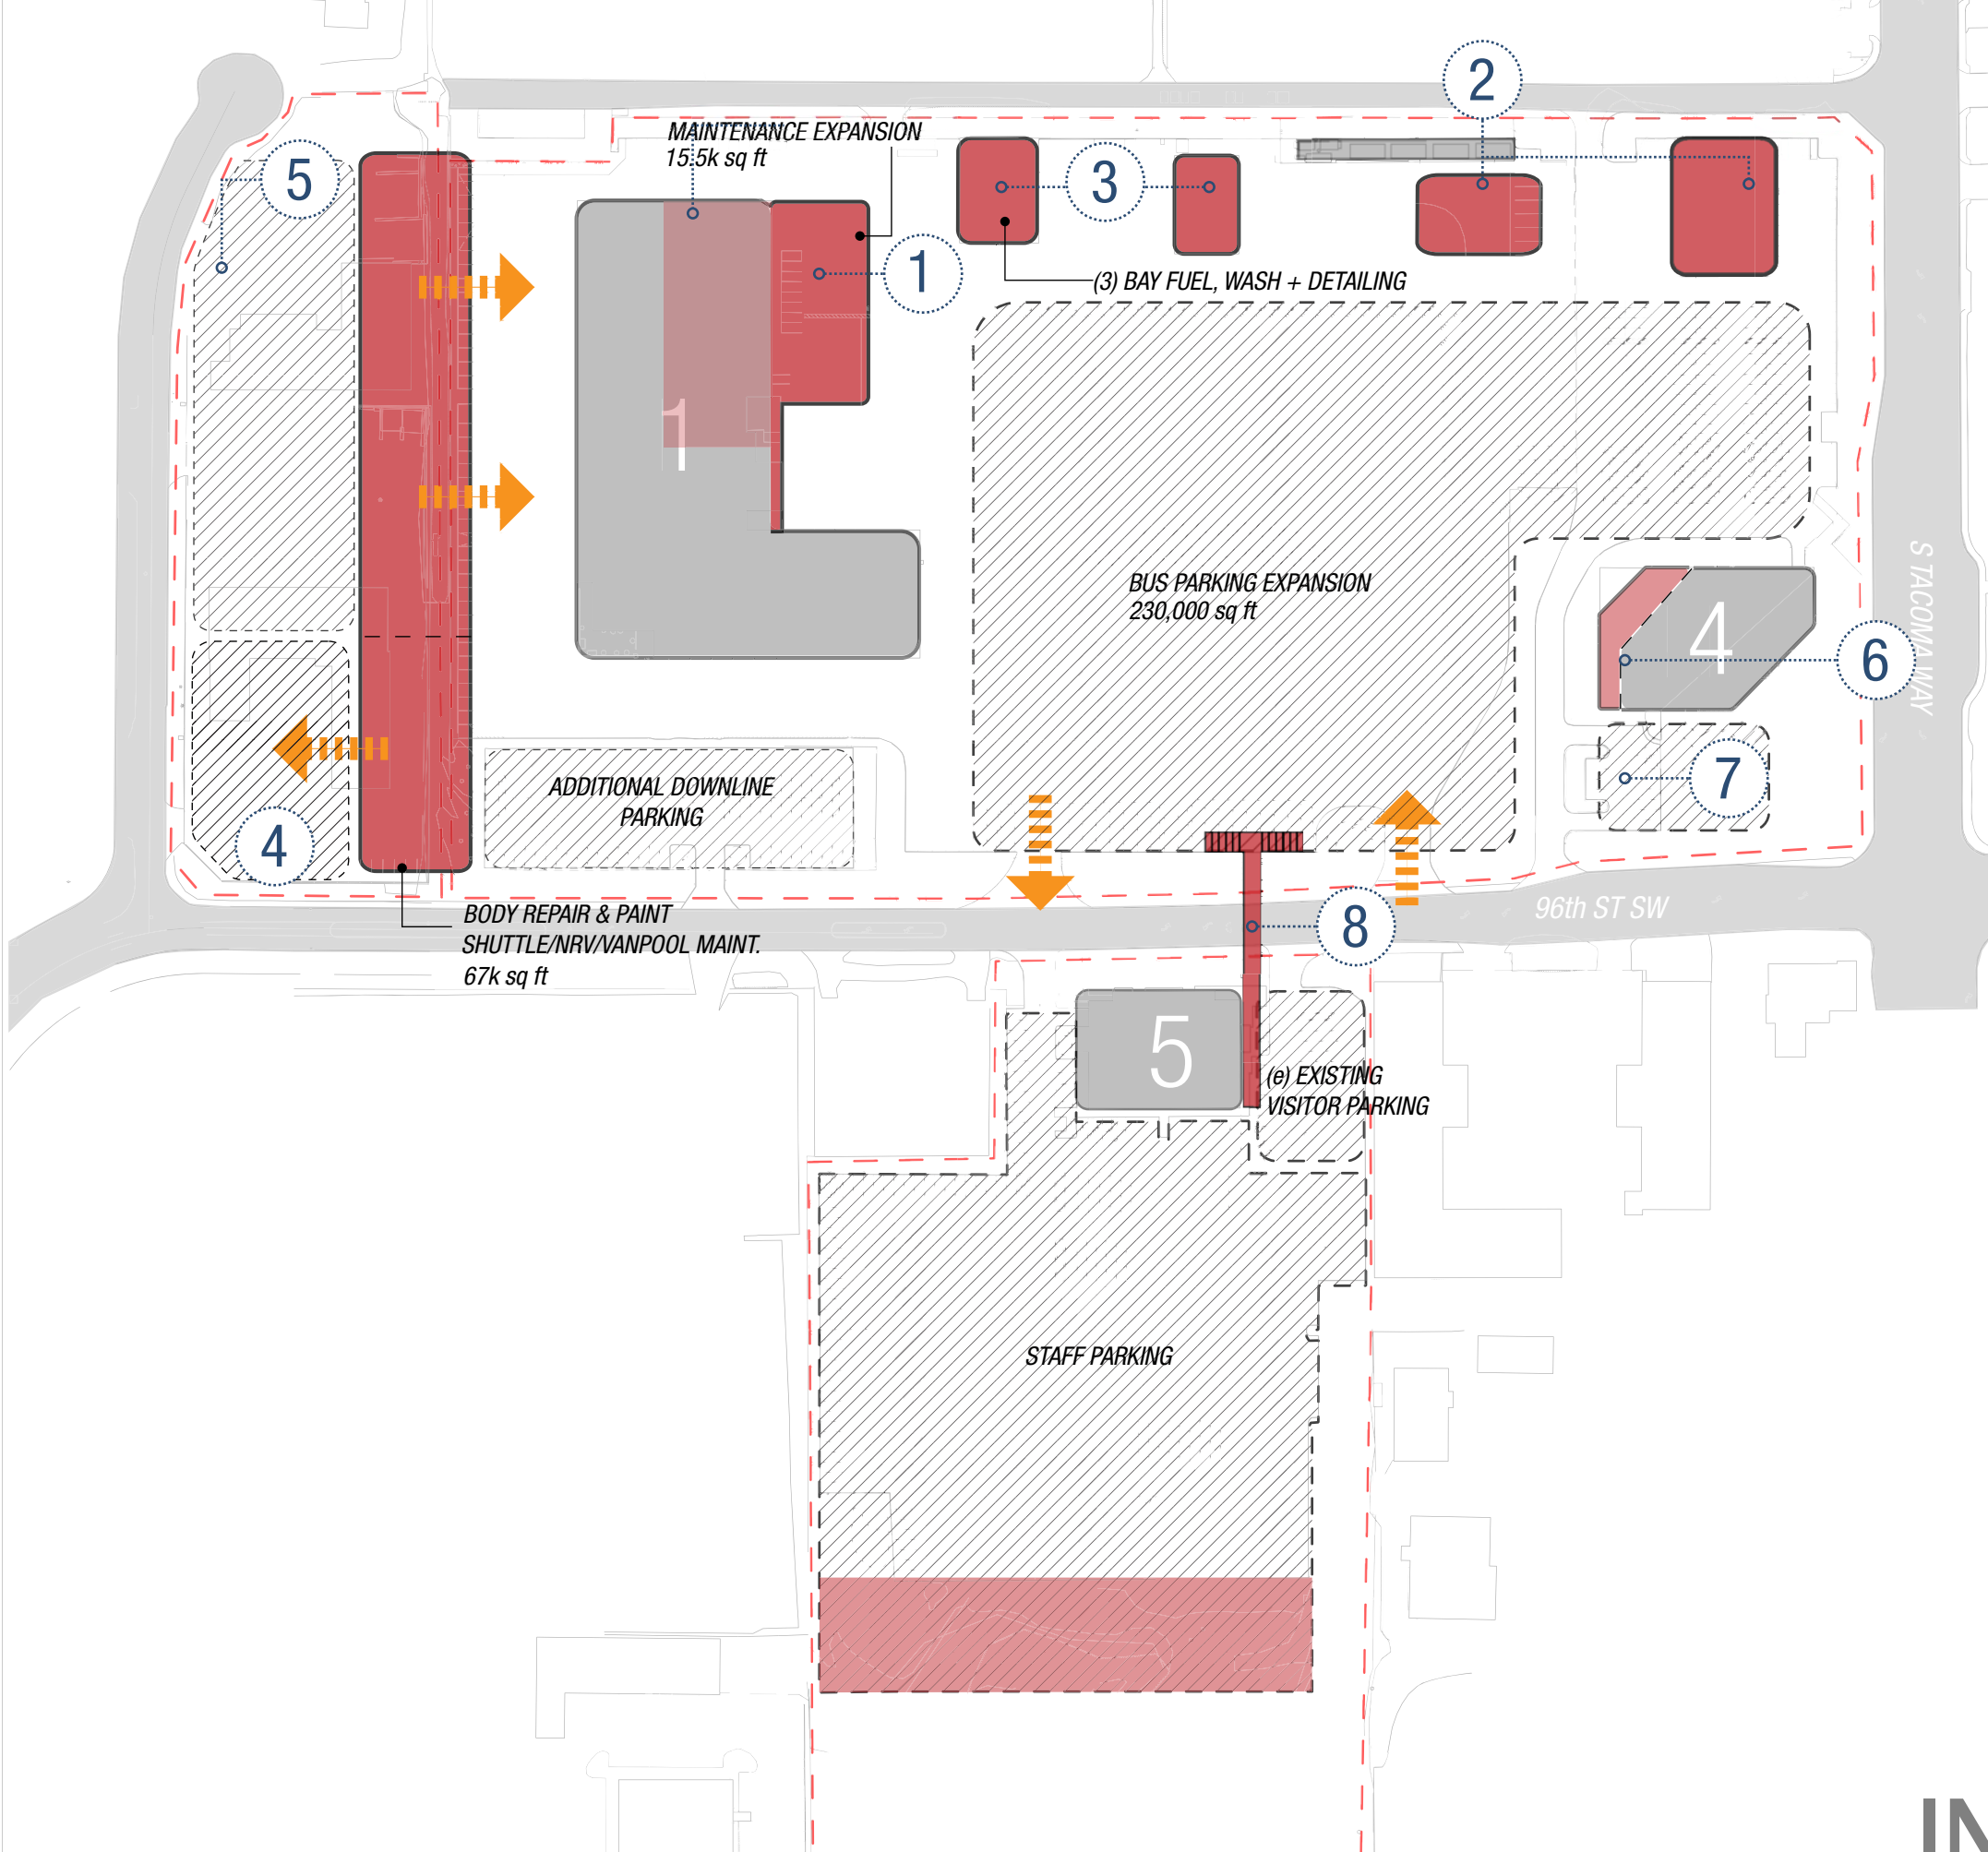 2
MAINTENANCE EXPANSION
15.5k sq ft
5
3
1
(3) BAY FUEL, WASH + DETAILING
1
BUS PARKING EXPANSION
230,000 sq ft
4
6
S TACOMA WAY
7
ADDITIONAL DOWNLINE
PARKING
4
BODY REPAIR & PAINT
SHUTTLE/NRV/VANPOOL MAINT.
67k sq ft
8
96th ST SW
5
(e) EXISTING
VISITOR PARKING
STAFF PARKING
IN